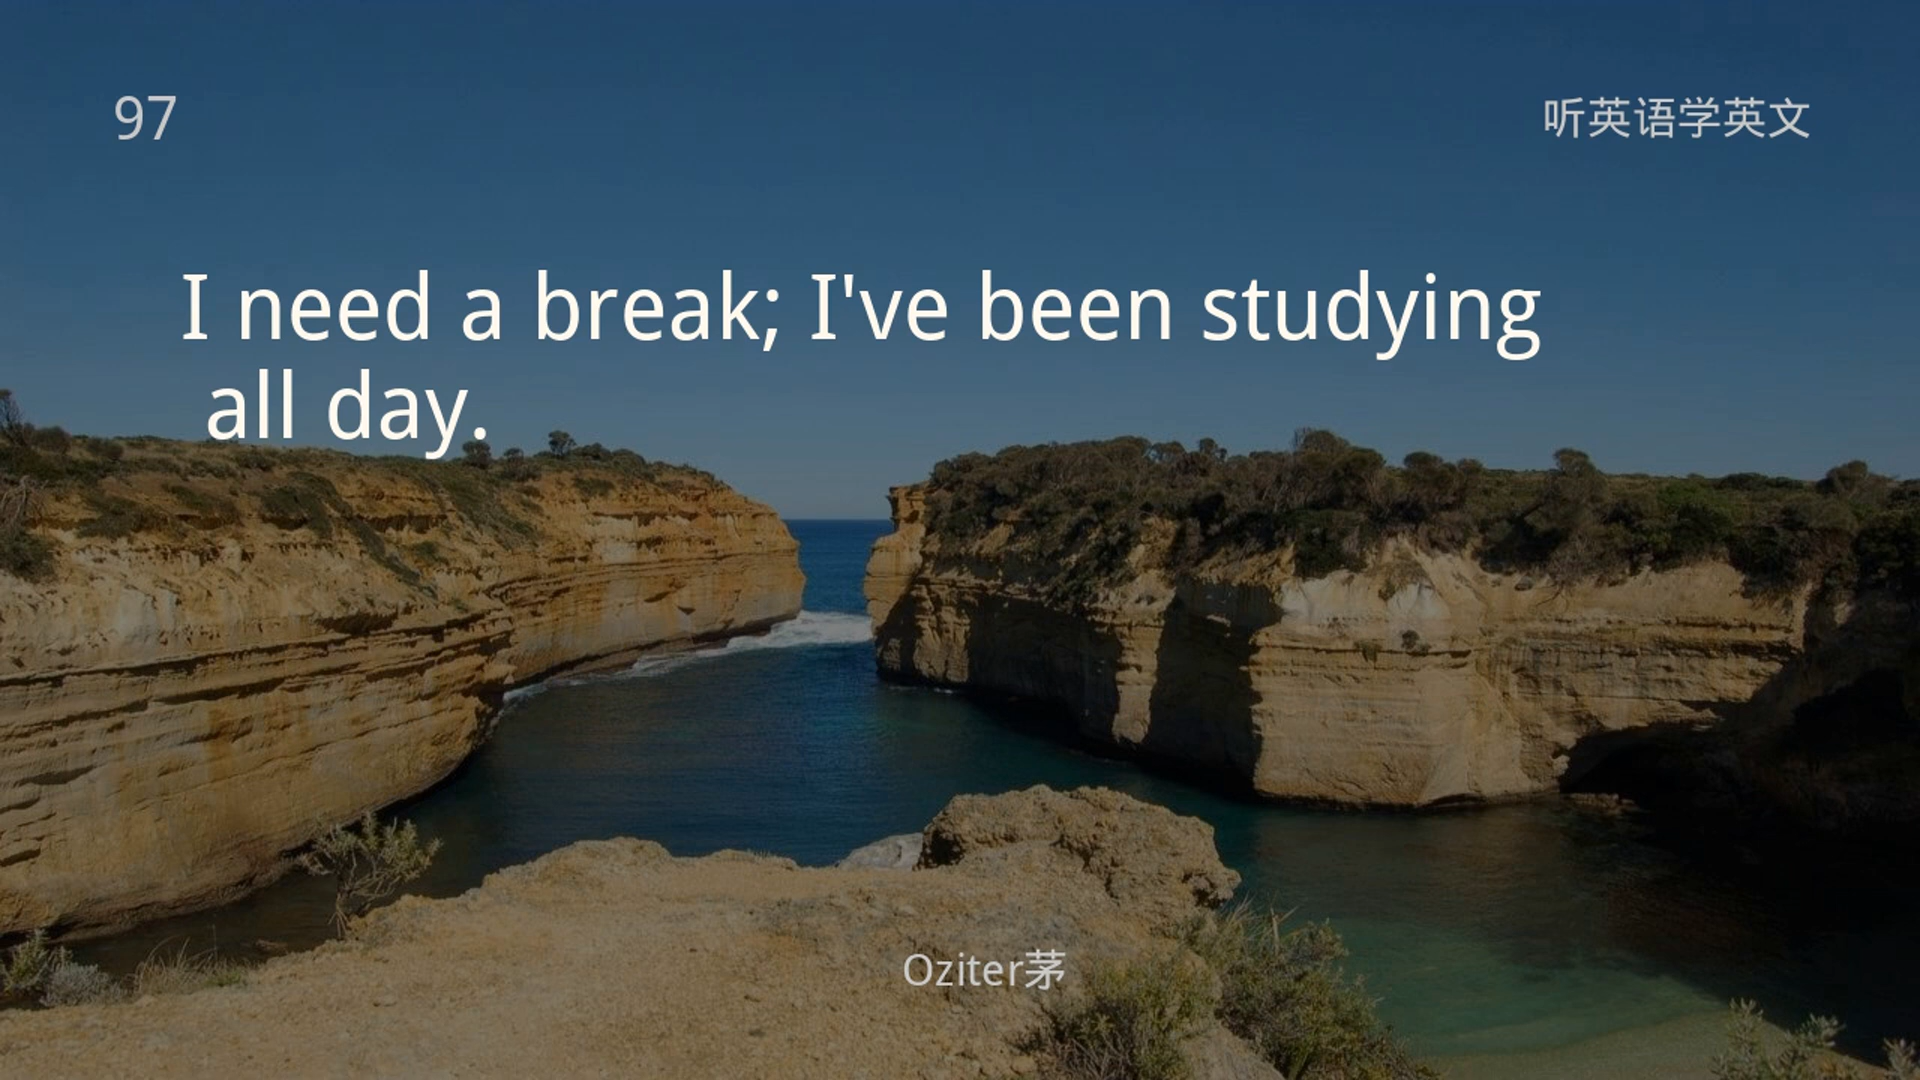 97
听英语学英文
I need a break; I've been studying
all day.
Oziter茅